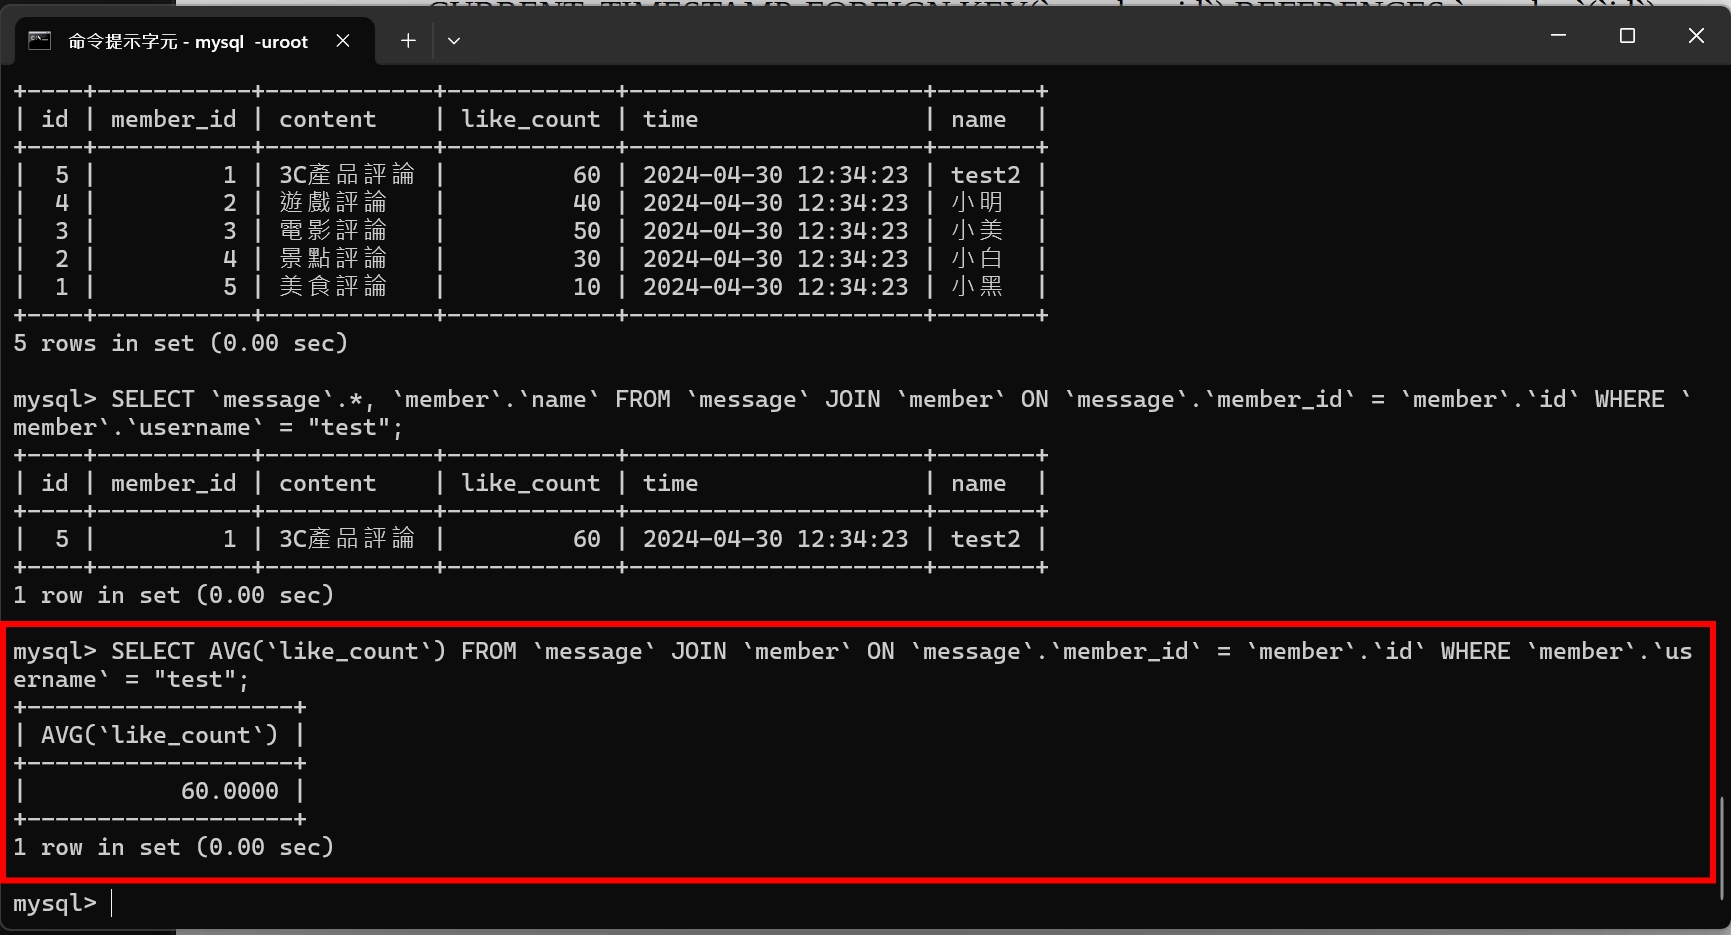 CURRENT_TIMESTAMP, FOREIGN KEY(`member_id`) REFERENCES `member`(`id`)
命令提示字元 - mysql  -uroot
+----+-----------+------------+------------+---------------------+-------+
| id | member_id | content    | like_count | time                | name  |
+----+-----------+------------+------------+---------------------+-------+
|  5 |         1 | 3C產品評論 |         60 | 2024-04-30 12:34:23 | test2 |
|  4 |         2 | 遊戲評論   |         40 | 2024-04-30 12:34:23 | 小明  |
|  3 |         3 | 電影評論   |         50 | 2024-04-30 12:34:23 | 小美  |
|  2 |         4 | 景點評論   |         30 | 2024-04-30 12:34:23 | 小白  |
|  1 |         5 | 美食評論   |         10 | 2024-04-30 12:34:23 | 小黑  |
+----+-----------+------------+------------+---------------------+-------+
5 rows in set (0.00 sec)
mysql> SELECT `message`.*, `member`.`name` FROM `message` JOIN `member` ON `message`.`member_id` = `member`.`id` WHERE `
member`.`username` = "test";
+----+-----------+------------+------------+---------------------+-------+
| id | member_id | content    | like_count | time                | name  |
+----+-----------+------------+------------+---------------------+-------+
|  5 |         1 | 3C產品評論 |         60 | 2024-04-30 12:34:23 | test2 |
+----+-----------+------------+------------+---------------------+-------+
1 row in set (0.00 sec)
mysql> SELECT AVG(`like_count`) FROM `message` JOIN `member` ON `message`.`member_id` = `member`.`id` WHERE `member`.`us
ername` = "test";
+-------------------+
| AVG(`like_count`) |
+-------------------+
|           60.0000 |
+-------------------+
1 row in set (0.00 sec)
mysql>